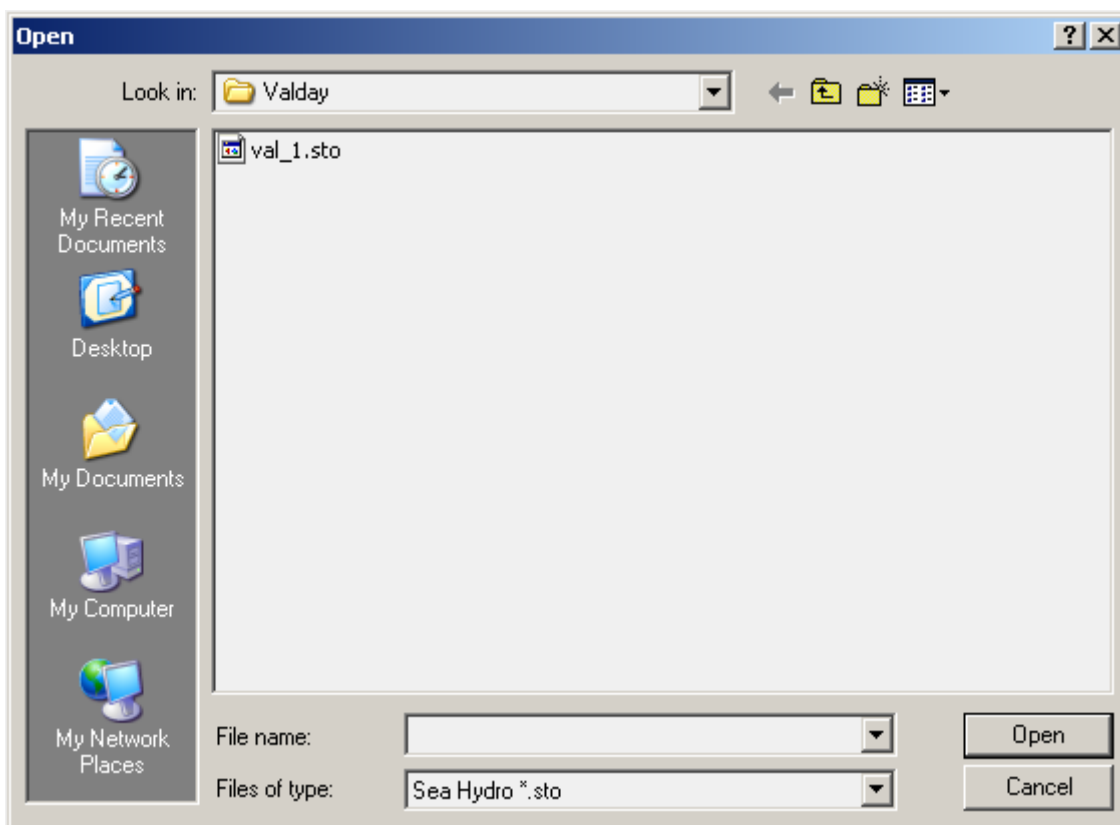 Open
Look in: Valday
val_1.sto
My Recent
Documents
Desktop
My Documents
My Computer
My Network
Places
File name:
Open
Files of type: Sea Hydro *.sto
Cancel